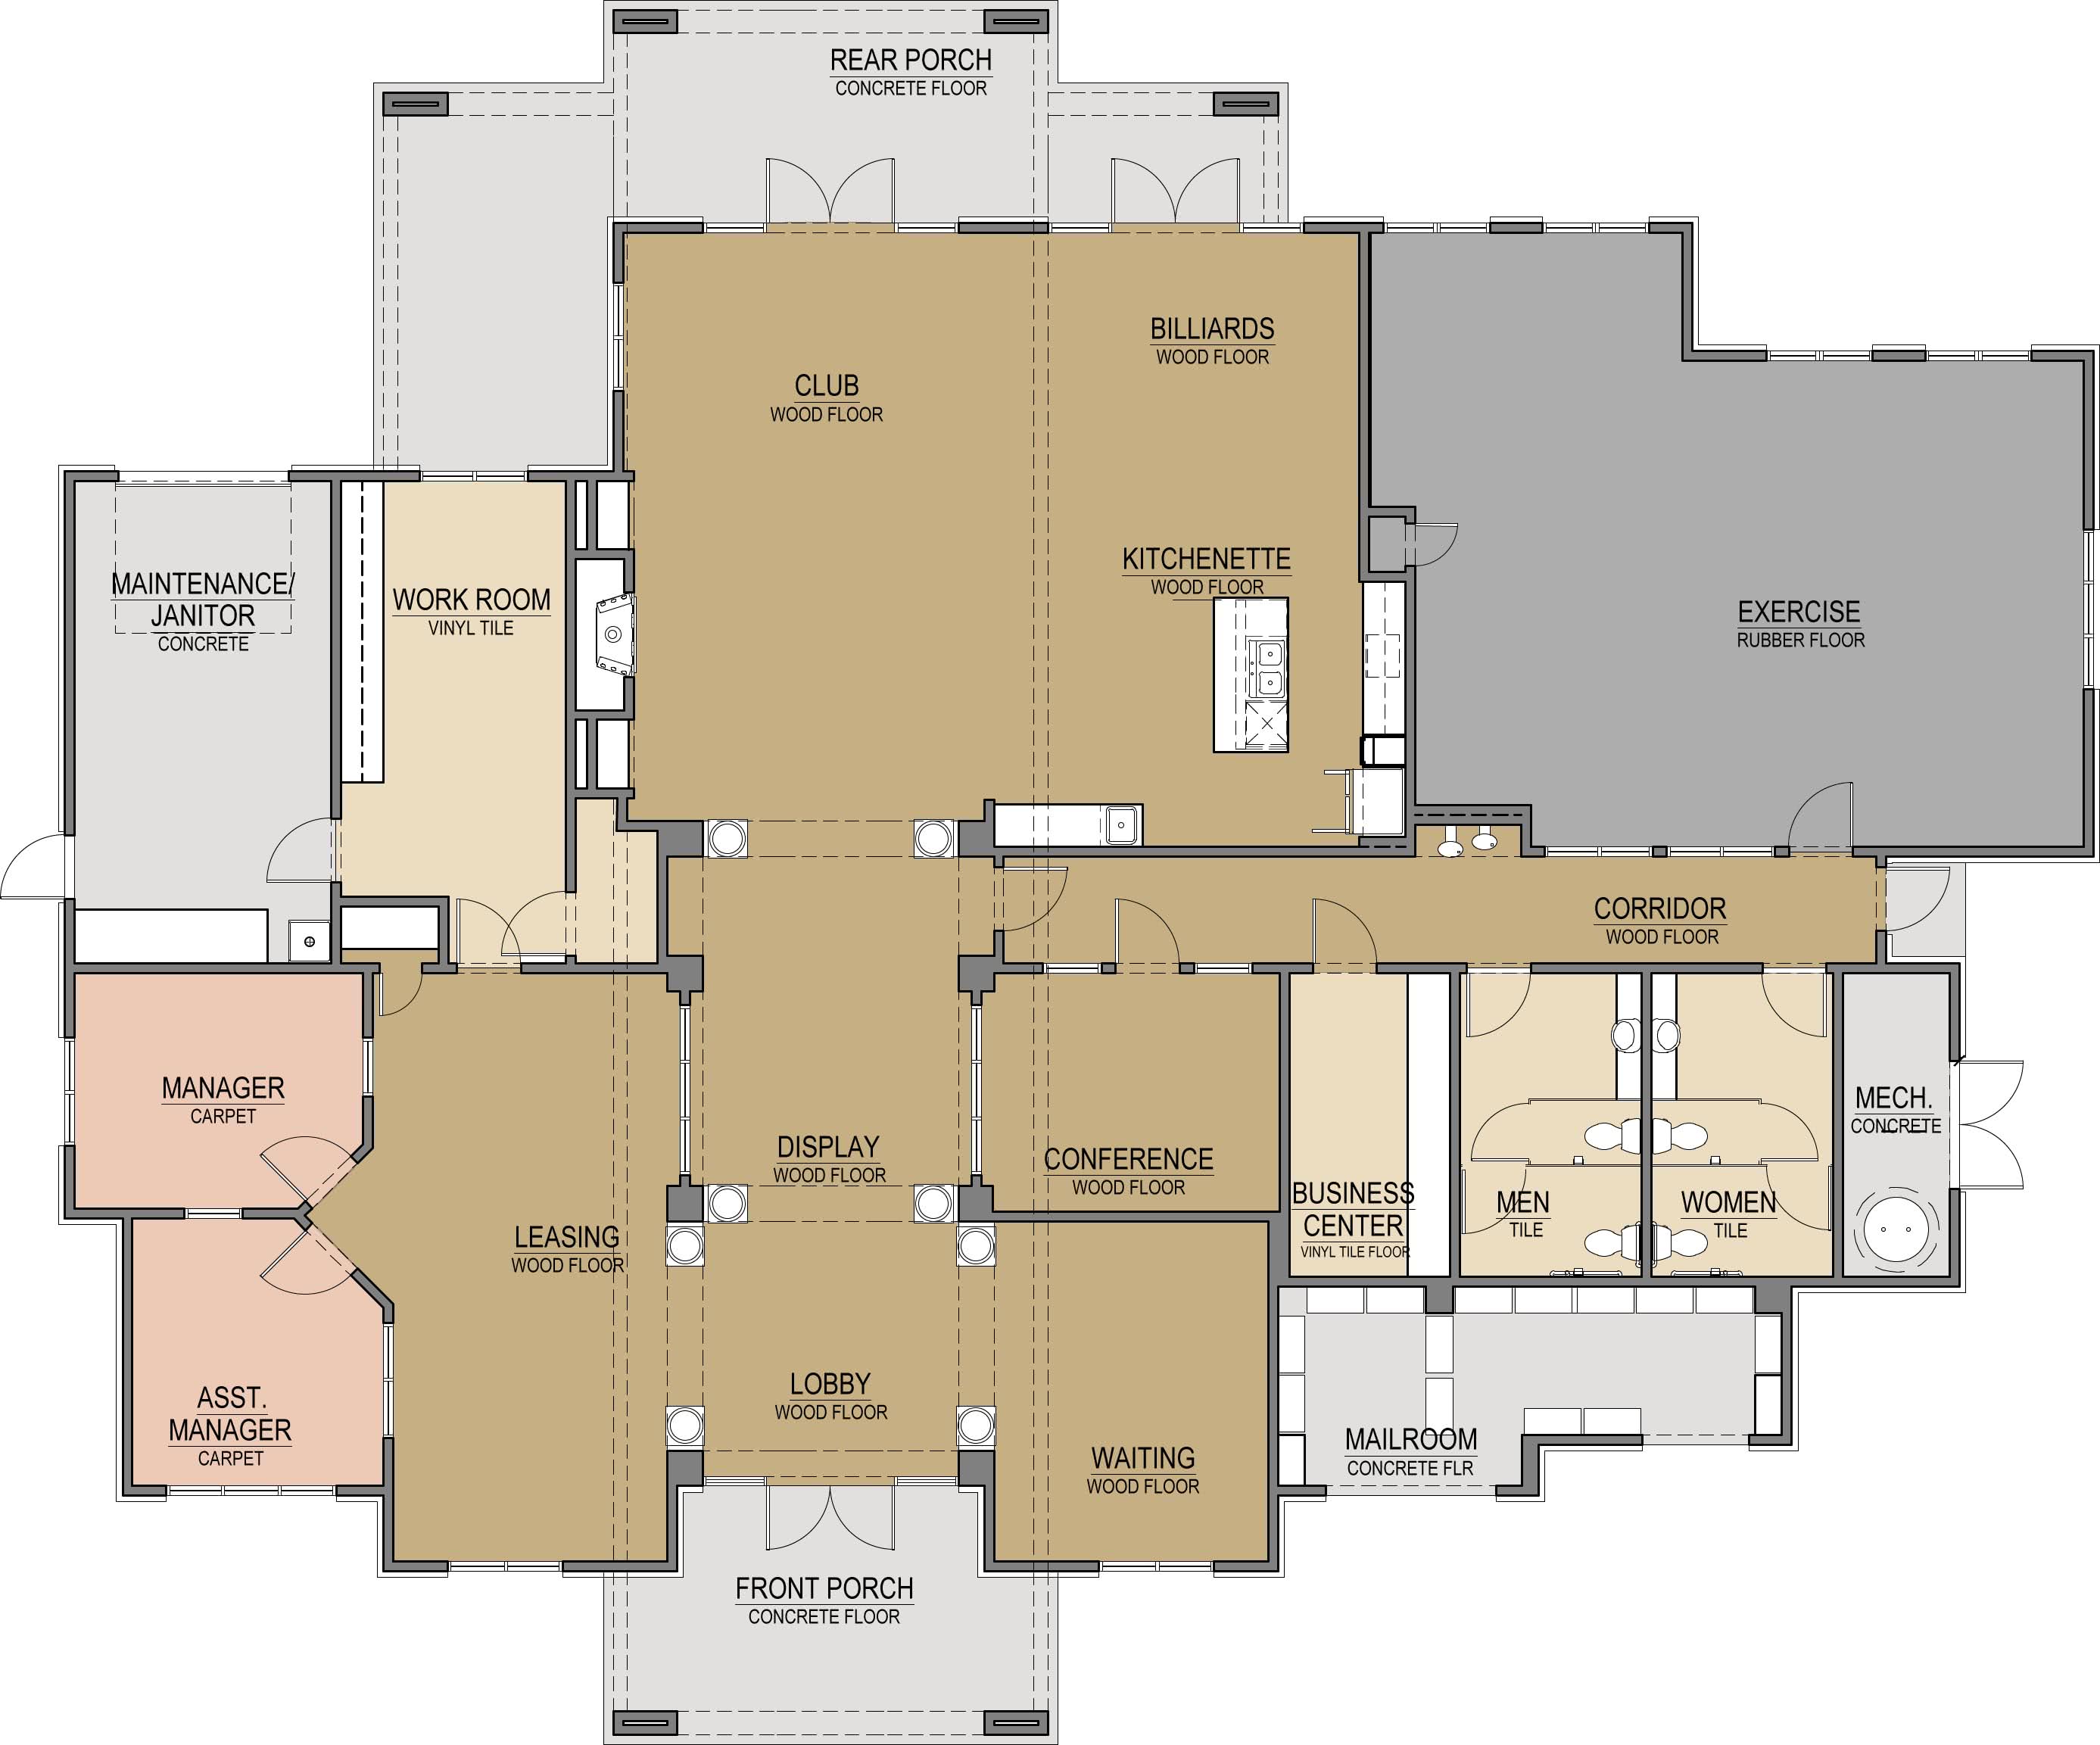 REAR PORCH
CONCRETE FLOOR
BILLIARDS
WOOD FLOOR
CLUB
WOOD FLOOR
KITCHENETTE
WOOD FLOOR
MAINTENANCE/
JANITOR
CONCRETE
WORK ROOM
VINYL TILE
EXERCISE
RUBBER FLOOR
CORRIDOR
WOOD FLOOR
MANAGER
CARPET
MECH.
CONCRETE
DISPLAY
WOOD FLOOR
CONFERENCE
WOOD FLOOR
BUSINESS
CENTER
VINYL TILE FLOOR
MEN
TILE
WOMEN
TILE
LEASING
WOOD FLOOR
LOBBY
WOOD FLOOR
ASST.
MANAGER
CARPET
WAITING
WOOD FLOOR
MAILROOM
CONCRETE FLR
FRONT PORCH
CONCRETE FLOOR